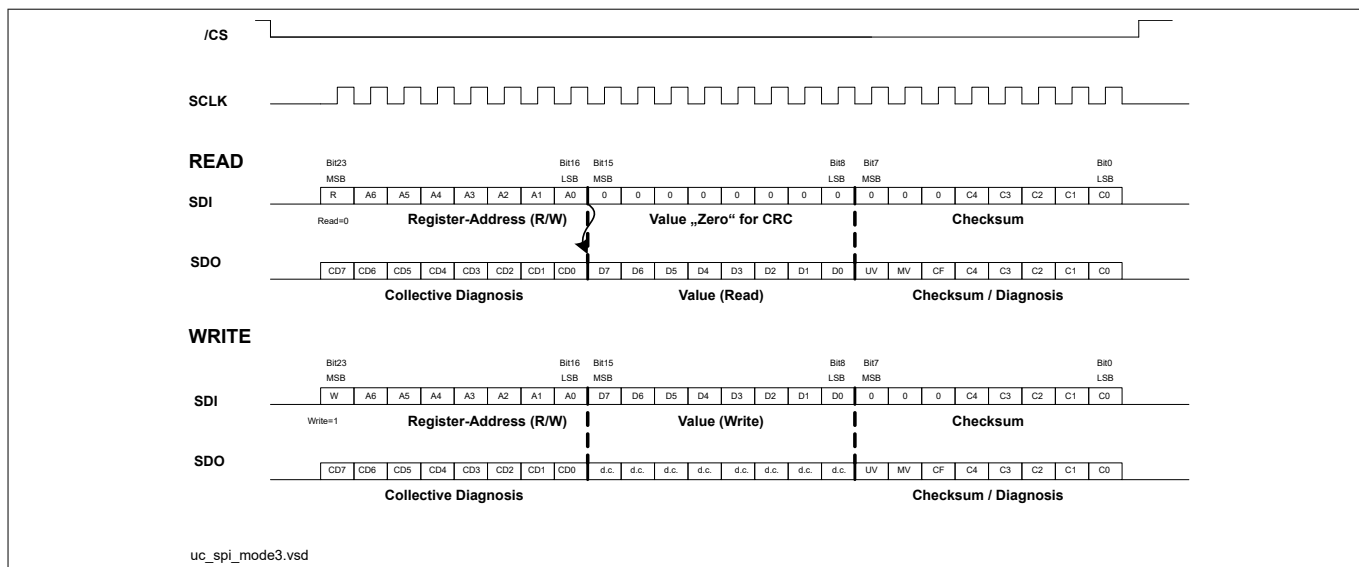 /CS
SCLK
READ
Bit23 Bit16 Bit15 Bit8 Bit7 Bit0
MSB LSB MSB LSB MSB LSB
SDI R A6 A5 A4 A3 A2 A1 A0 0 0 0 0 0 0 0 0 0 0 0 C4 C3 C2 C1 C0
Read=0 Register-Address (R/W) Value „Zero“ for CRC Checksum
SDO CD7 CD6 CD5 CD4 CD3 CD2 CD1 CD0 D7 D6 D5 D4 D3 D2 D1 D0 UV MV CF C4 C3 C2 C1 C0
Collective Diagnosis Value (Read) Checksum / Diagnosis
WRITE
Bit23 Bit16 Bit15 Bit8 Bit7 Bit0
MSB LSB MSB LSB MSB LSB
SDI W A6 A5 A4 A3 A2 A1 A0 D7 D6 D5 D4 D3 D2 D1 D0 0 0 0 C4 C3 C2 C1 C0
Write=1 Register-Address (R/W) Value (Write) Checksum
SDO CD7 CD6 CD5 CD4 CD3 CD2 CD1 CD0 d.c. d.c. d.c. d.c. d.c. d.c. d.c. d.c. UV MV CF C4 C3 C2 C1 C0
Collective Diagnosis Checksum / Diagnosis
uc_spi_mode3.vsd